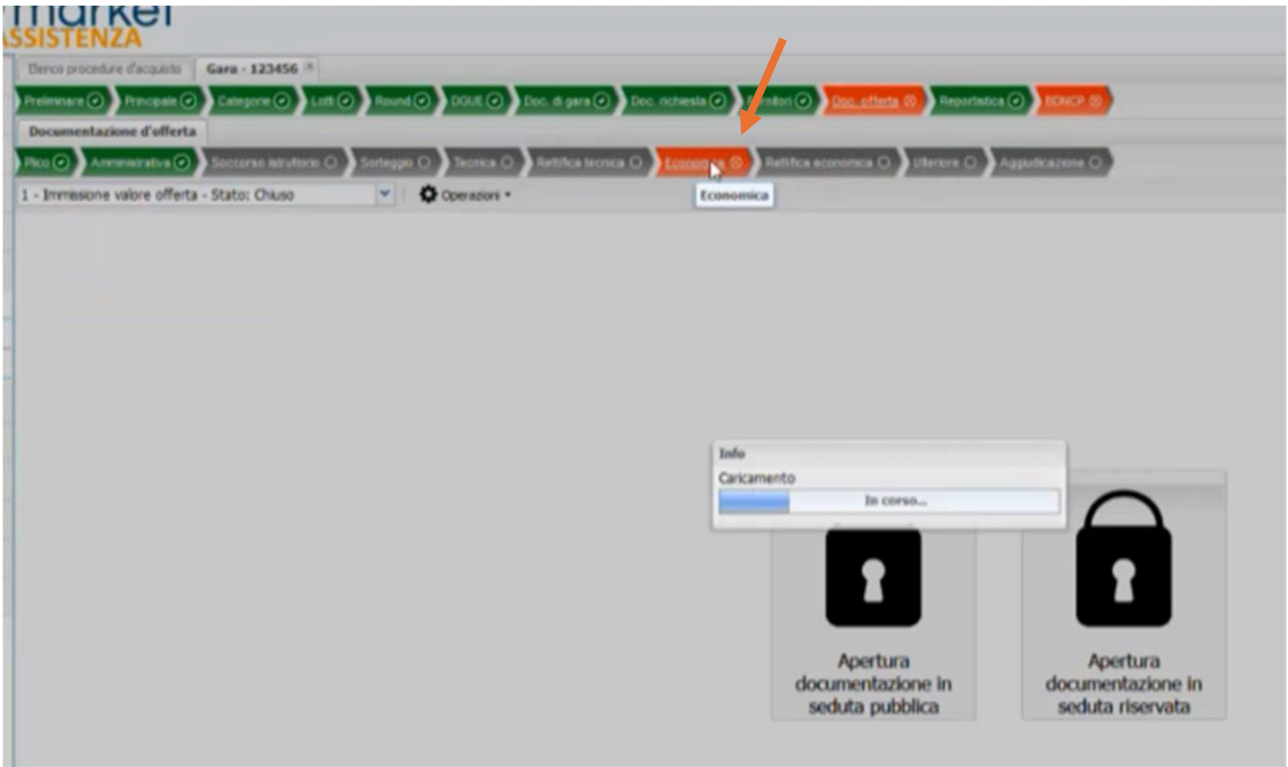 market
ASSISTENZA
Elenco procedure d'acquisto Gara - 123456
Preliminare Principale Categorie Lotti Round DGUE Doc. di gara Doc. richiesta Fornitori Doc. offerta Reportistica BDNCP
Documentazione d'offerta
Plico Amministrativa Soccorso istruttorio Sorteggio Tecnica Rettifica tecnica Economica Rettifica economica Ulteriore Aggiudicazione
1 - Immissione valore offerta - Stato: Chiuso Operazioni
Economica
Info
Caricamento
In corso...
Apertura documentazione in seduta pubblica
Apertura documentazione in seduta riservata